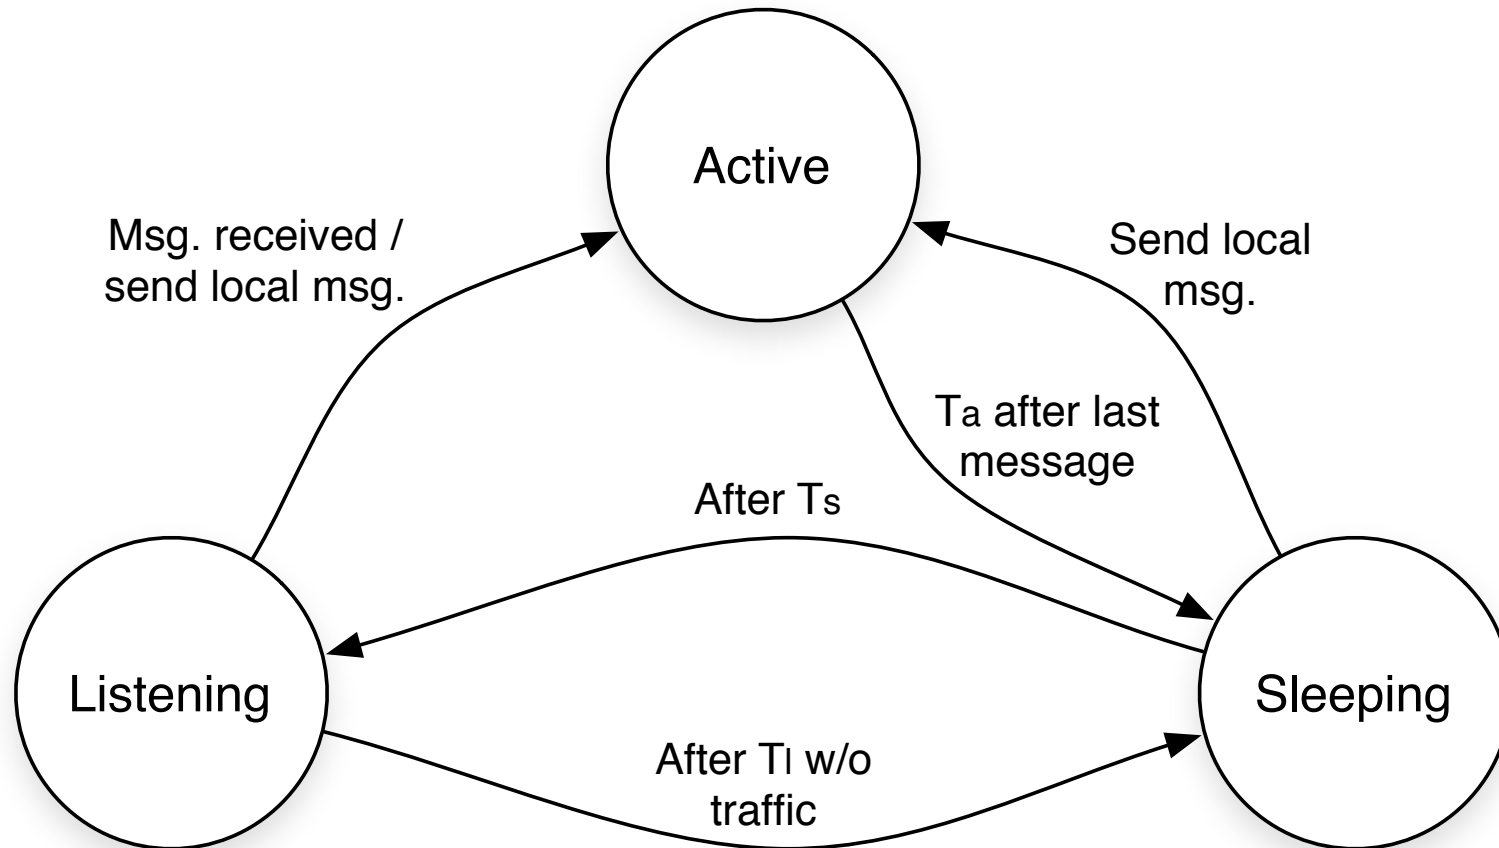 Active
Msg. received /
send local msg.
Send local
msg.
Ta after last
message
After Ts
Listening
Sleeping
After Tl w/o
traffic